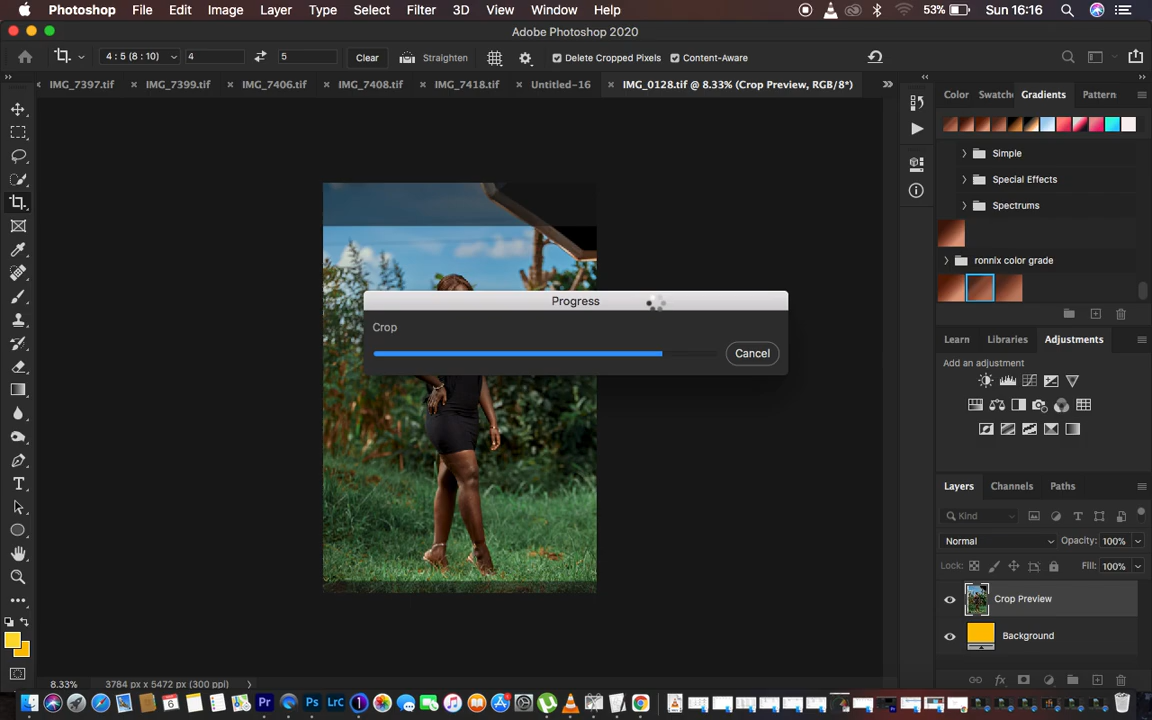 Photoshop File Edit Image Layer Type Select Filter 3D View Window Help 53% Sun 16:16
Adobe Photoshop 2020
4 : 5 (8 : 10) 4 5 Clear Straighten Delete Cropped Pixels Content-Aware
IMG_7397.tif IMG_7399.tif IMG_7406.tif IMG_7408.tif IMG_7418.tif Untitled-16 IMG_0128.tif @ 8.33% (Crop Preview, RGB/8*)
Color Swatch Gradients Pattern
Simple
Special Effects
Spectrums
ronnix color grade
Progress
Crop
Cancel
Learn Libraries Adjustments
Add an adjustment
Layers Channels Paths
Kind
Normal Opacity: 100%
Lock: Fill: 100%
Crop Preview
Background
8.33% 3784 px x 5472 px (300 ppi)